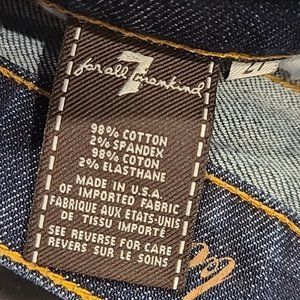 7
for all mankind
98% COTTON
2% SPANDEX
98% COTON
2% ELASTHANE
MADE IN U.S.A.
OF IMPORTED FABRIC
FABRIQUE AUX ETATS-UNIS
DE TISSU IMPORTÉ
SEE REVERSE FOR CARE
REVERS SUR LE SOINS